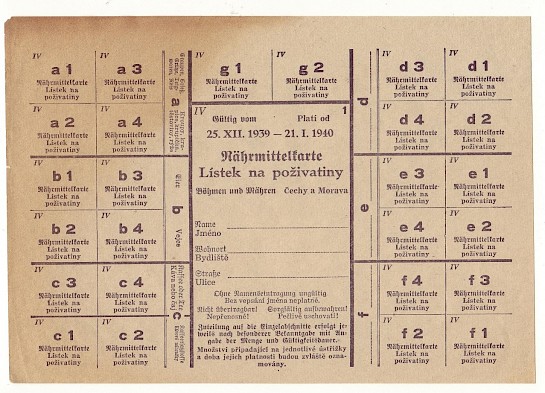 IV
a 1
Nährmittelkarte
Lístek na
poživatiny
IV
a 3
Nährmittelkarte
Lístek na
poživatiny
IV
a 2
Nährmittelkarte
Lístek na
poživatiny
IV
a 4
Nährmittelkarte
Lístek na
poživatiny
IV
b 1
Nährmittelkarte
Lístek na
poživatiny
IV
b 3
Nährmittelkarte
Lístek na
poživatiny
IV
b 2
Nährmittelkarte
Lístek na
poživatiny
IV
b 4
Nährmittelkarte
Lístek na
poživatiny
IV
c 3
Nährmittelkarte
Lístek na
poživatiny
IV
c 4
Nährmittelkarte
Lístek na
poživatiny
IV
c 1
Nährmittelkarte
Lístek na
poživatiny
IV
c 2
Nährmittelkarte
Lístek na
poživatiny
a
Eier
b
Vejce
Kaffee oder Tee
Káva nebo čaj
c
IV
g 1
Nährmittelkarte
Lístek na
poživatiny
IV
g 2
Nährmittelkarte
Lístek na
poživatiny
IV 1
Gültig vom Platí od
25. XII. 1939 — 21. I. 1940
Nährmittelkarte
Lístek na poživatiny
Böhmen und Mähren Čechy a Morava
Name
Jméno
Wohnort
Bydliště
Straße
Ulice
Ohne Namenseintragung ungültig
Bez vepsání jména neplatné.
Nicht übertragbar! Sorgfältig aufbewahren!
Nepřenosné! Pečlivě uschovati!
Zuteilung auf die Einzelabschnitte erfolgt je-
weils nach besonderer Bekanntgabe mit An-
gabe der Menge und Gültigkeitsdauer.
Množství připadající na jednotlivé ústřižky
a doba jejich platnosti budou zvláště ozna-
movány.
d
e
f
IV
d 3
Nährmittelkarte
Lístek na
poživatiny
IV
d 1
Nährmittelkarte
Lístek na
poživatiny
IV
d 4
Nährmittelkarte
Lístek na
poživatiny
IV
d 2
Nährmittelkarte
Lístek na
poživatiny
IV
e 3
Nährmittelkarte
Lístek na
poživatiny
IV
e 1
Nährmittelkarte
Lístek na
poživatiny
IV
e 4
Nährmittelkarte
Lístek na
poživatiny
IV
e 2
Nährmittelkarte
Lístek na
poživatiny
IV
f 4
Nährmittelkarte
Lístek na
poživatiny
IV
f 3
Nährmittelkarte
Lístek na
poživatiny
IV
f 2
Nährmittelkarte
Lístek na
poživatiny
IV
f 1
Nährmittelkarte
Lístek na
poživatiny